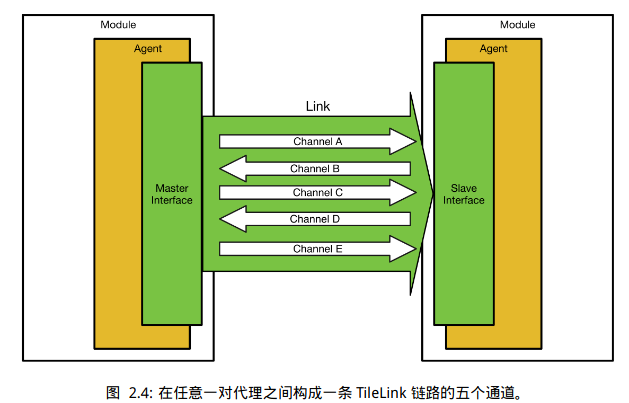 Module
Agent
Master
Interface
Link
Channel A
Channel B
Channel C
Channel D
Channel E
Module
Agent
Slave
Interface
图 2.4: 在任意一对代理之间构成一条 TileLink 链路的五个通道。